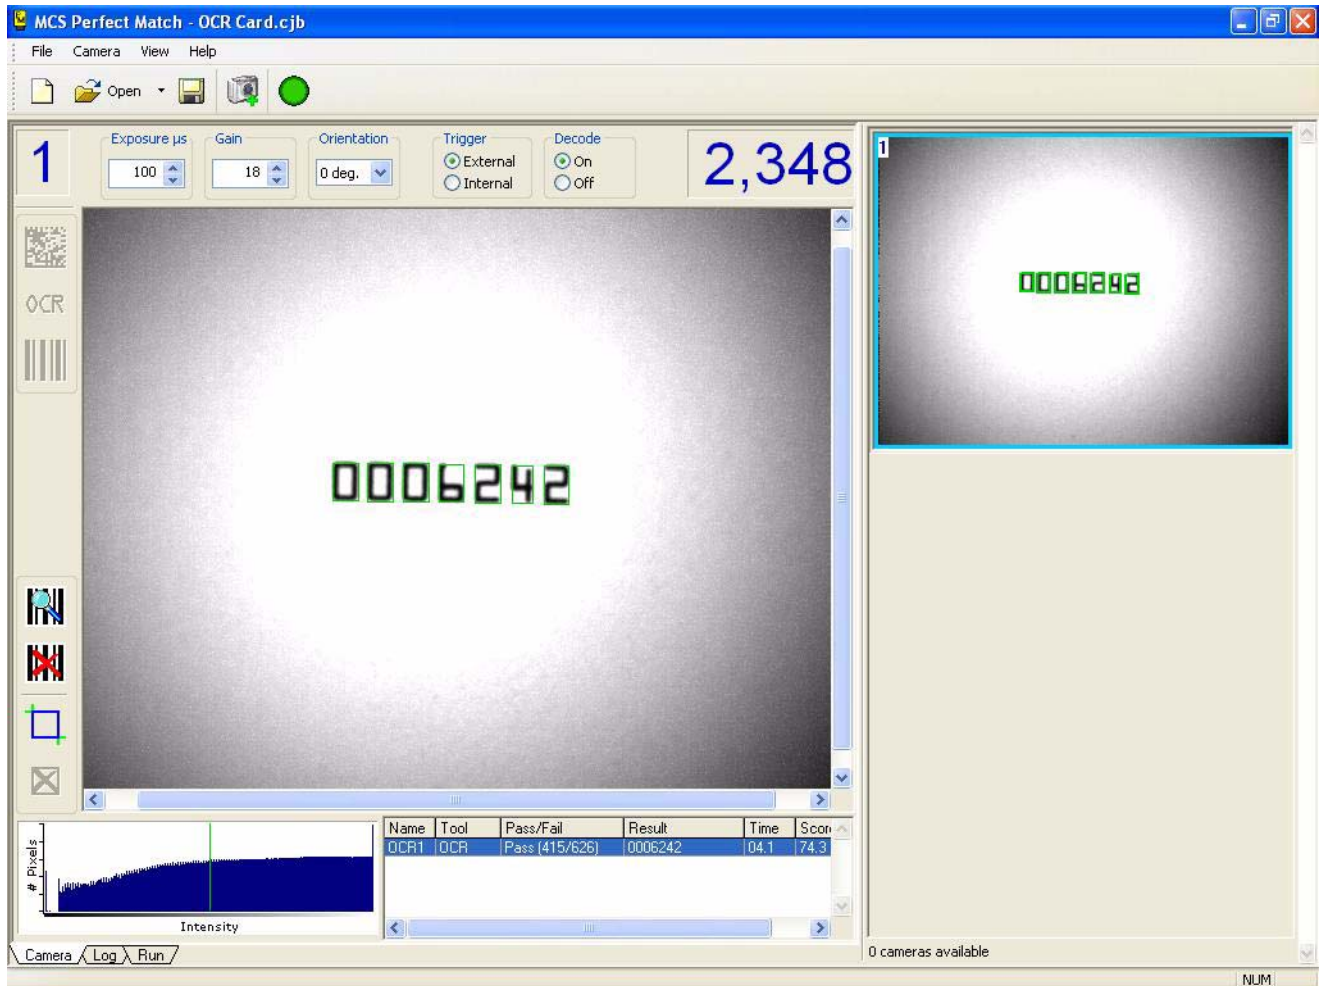 MCS Perfect Match - OCR Card.cjb
File Camera View Help
Open
1
Exposure µs
100
Gain
18
Orientation
0 deg.
Trigger
External
Internal
Decode
On
Off
2,348
OCR
0006242
1
0006242
# Pixels
Intensity
Name Tool Pass/Fail Result Time Scor
OCR1 OCR Pass (415/626) 0006242 04.1 74.3
Camera Log Run
0 cameras available
NUM